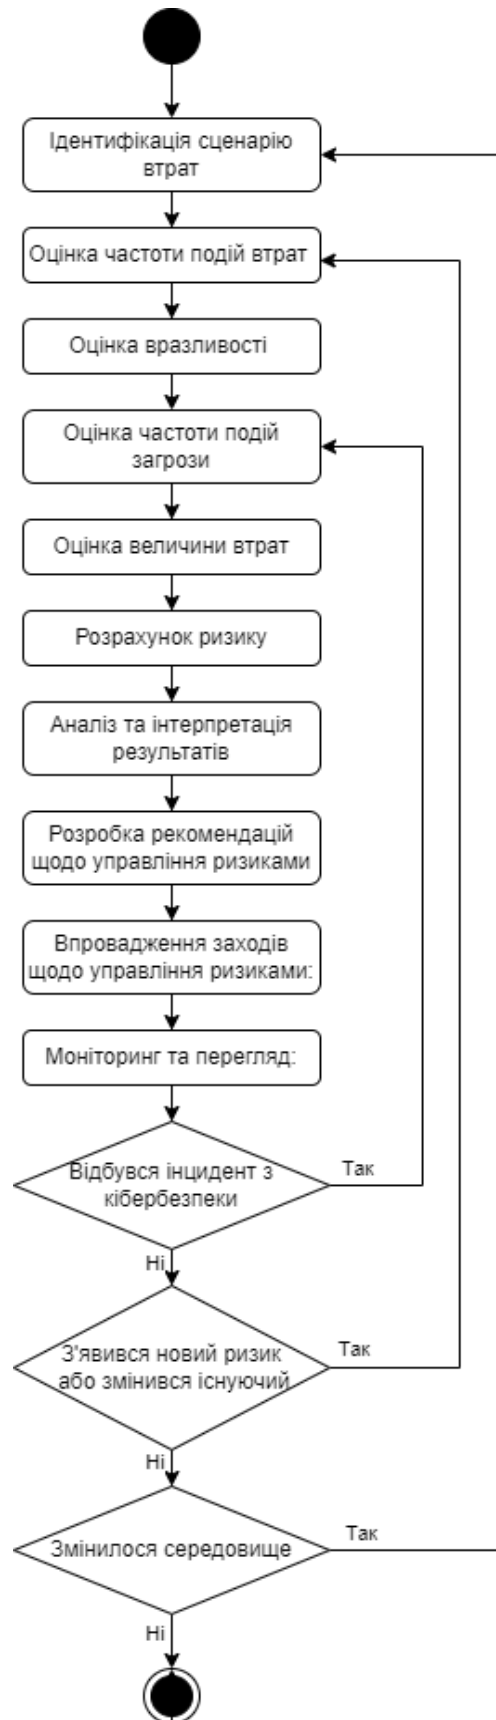 Ідентифікація сценарію
втрат
Оцінка частоти подій втрат
Оцінка вразливості
Оцінка частоти подій
загрози
Оцінка величини втрат
Розрахунок ризику
Аналіз та інтерпретація
результатів
Розробка рекомендацій
щодо управління ризиками
Впровадження заходів
щодо управління ризиками:
Моніторинг та перегляд:
Відбувся інцидент з
кібербезпеки
Так
Ні
З'явився новий ризик
або змінився існуючий
Так
Ні
Змінилося середовище
Так
Ні